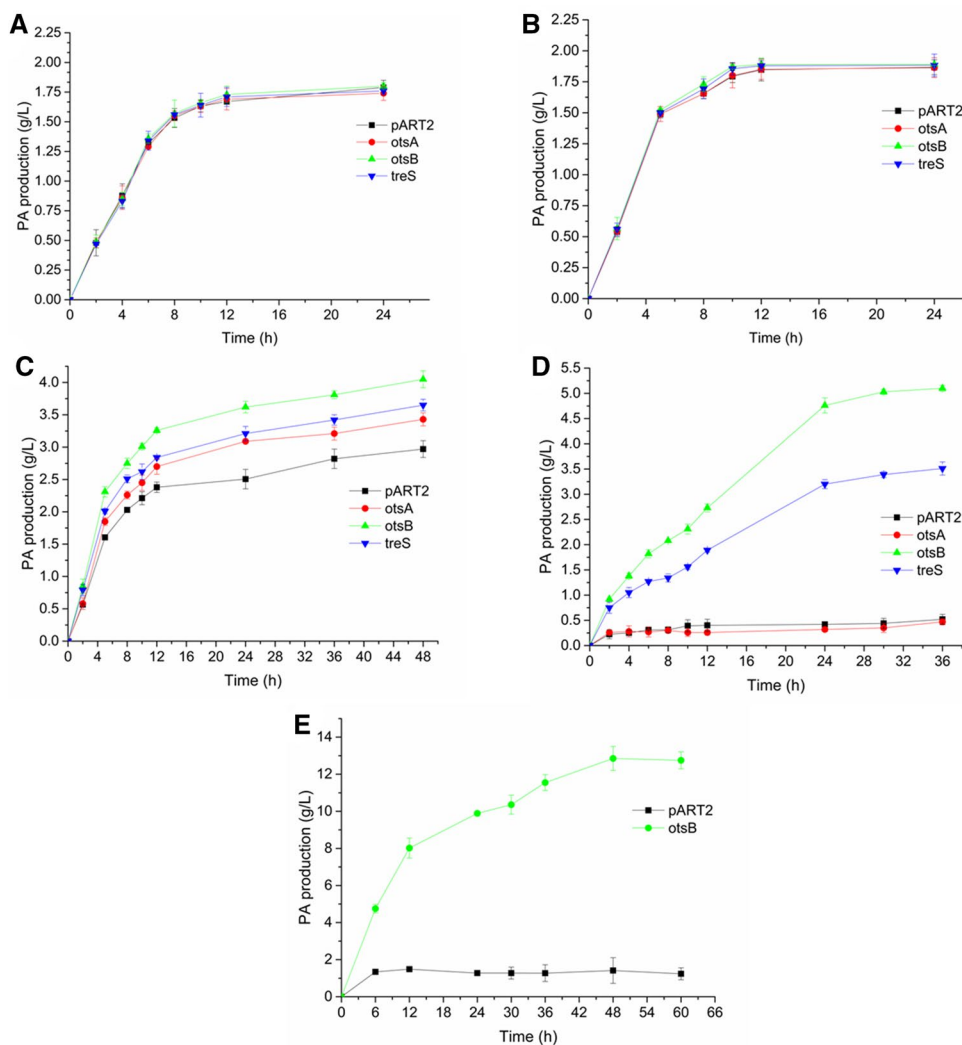 A
PA production (g/L)
2.25
2.00
1.75
1.50
1.25
1.00
0.75
0.50
0.25
0.00
0 4 8 12 16 20 24
Time (h)
pART2
otsA
otsB
treS
B
PA production (g/L)
2.25
2.00
1.75
1.50
1.25
1.00
0.75
0.50
0.25
0.00
0 4 8 12 16 20 24
Time (h)
pART2
otsA
otsB
treS
C
PA production (g/L)
4.0
3.5
3.0
2.5
2.0
1.5
1.0
0.5
0.0
0 4 8 12 16 20 24 28 32 36 40 44 48
Time (h)
pART2
otsA
otsB
treS
D
PA production (g/L)
5.5
5.0
4.5
4.0
3.5
3.0
2.5
2.0
1.5
1.0
0.5
0.0
0 4 8 12 16 20 24 28 32 36
Time (h)
pART2
otsA
otsB
treS
E
PA production (g/L)
14
12
10
8
6
4
2
0
0 6 12 18 24 30 36 42 48 54 60 66
Time (h)
pART2
otsB